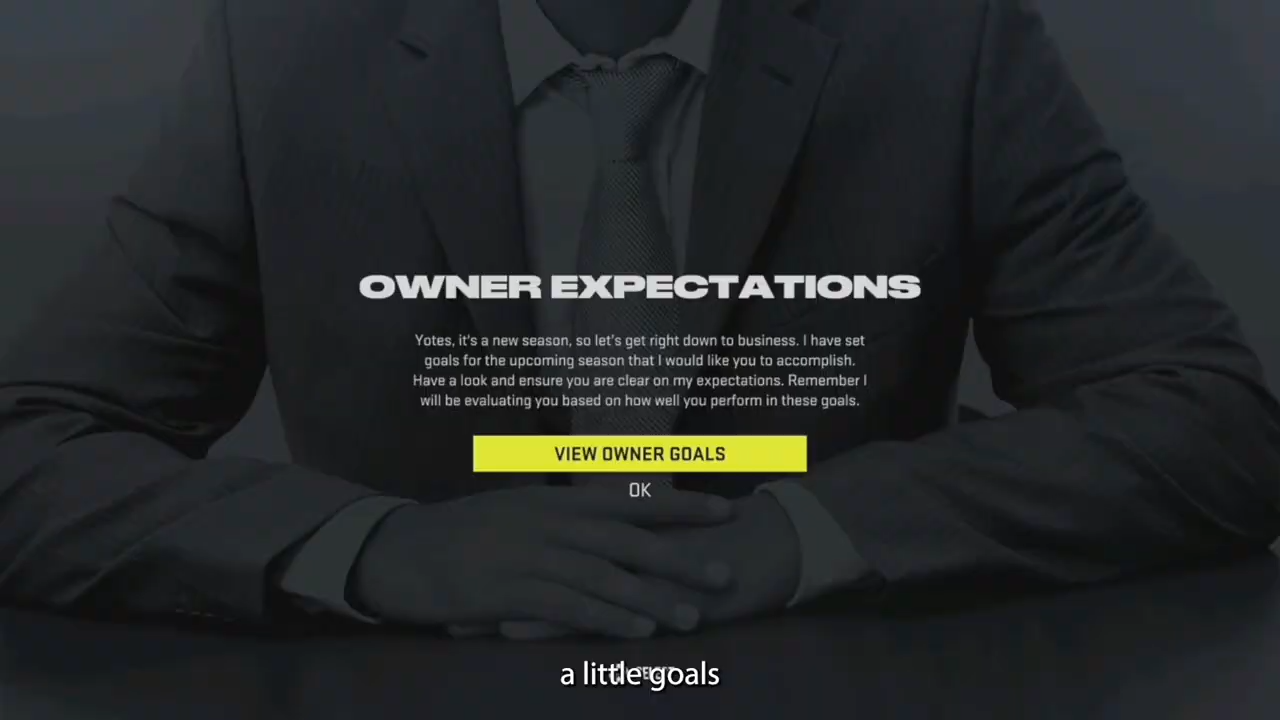 OWNER EXPECTATIONS
Yotes, it's a new season, so let's get right down to business. I have set
goals for the upcoming season that I would like you to accomplish.
Have a look and ensure you are clear on my expectations. Remember I
will be evaluating you based on how well you perform in these goals.
VIEW OWNER GOALS
OK
a little goals